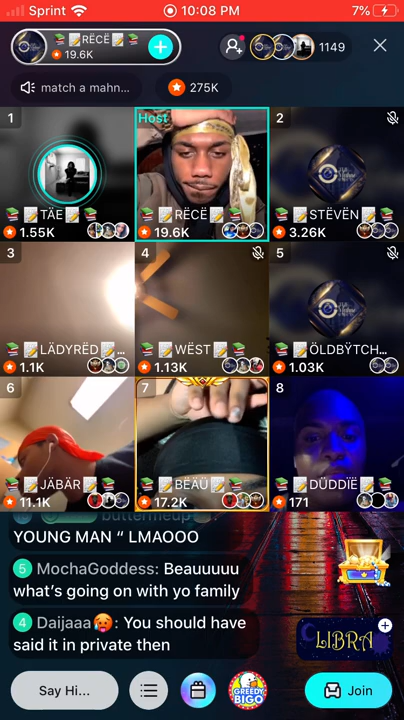 Sprint 10:08 PM 7%
📚📝RËCË📝📚
19.6K
1149
match a mahn...
275K
1
Host
2
📚📝TÄË📝📚
1.55K
📚📝RËCË📝📚
19.6K
📚📝STËVËN📝📚
3.26K
3
4
5
📚📝LÄDYRËD📝...
1.1K
📚📝WËST📝📚
1.13K
📚📝ÖLDBŸTCH...
1.03K
6
7
8
📚📝JÄBÄR📝📚
11.1K
📚📝BËÄÜ📝📚
17.2K
📚📝DÜDDÏË📝📚
171
YOUNG MAN “ LMAOOO
5 MochaGoddess: Beauuuuu
what’s going on with yo family
4 Daijaaa🥵: You should have
said it in private then
LIBRA
Say Hi...
GREEDY
BIGO
Join